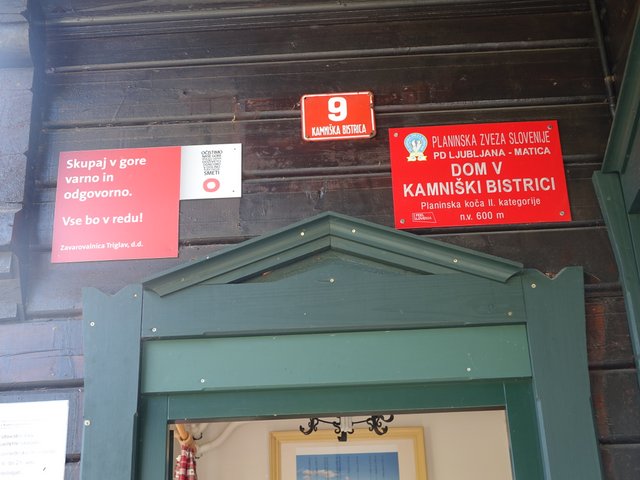 9
KAMNIŠKA BISTRICA
Skupaj v gore
varno in
odgovorno.
Vse bo v redu!
Zavarovalnica Triglav, d.d.
OČISTIMO
SMETI
PLANINSKA ZVEZA SLOVENIJE
PD LJUBLJANA - MATICA
DOM V
KAMNIŠKI BISTRICI
Planinska koča II. kategorije
n.v. 600 m